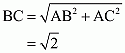 BC = √(AB² + AC²)
= √2